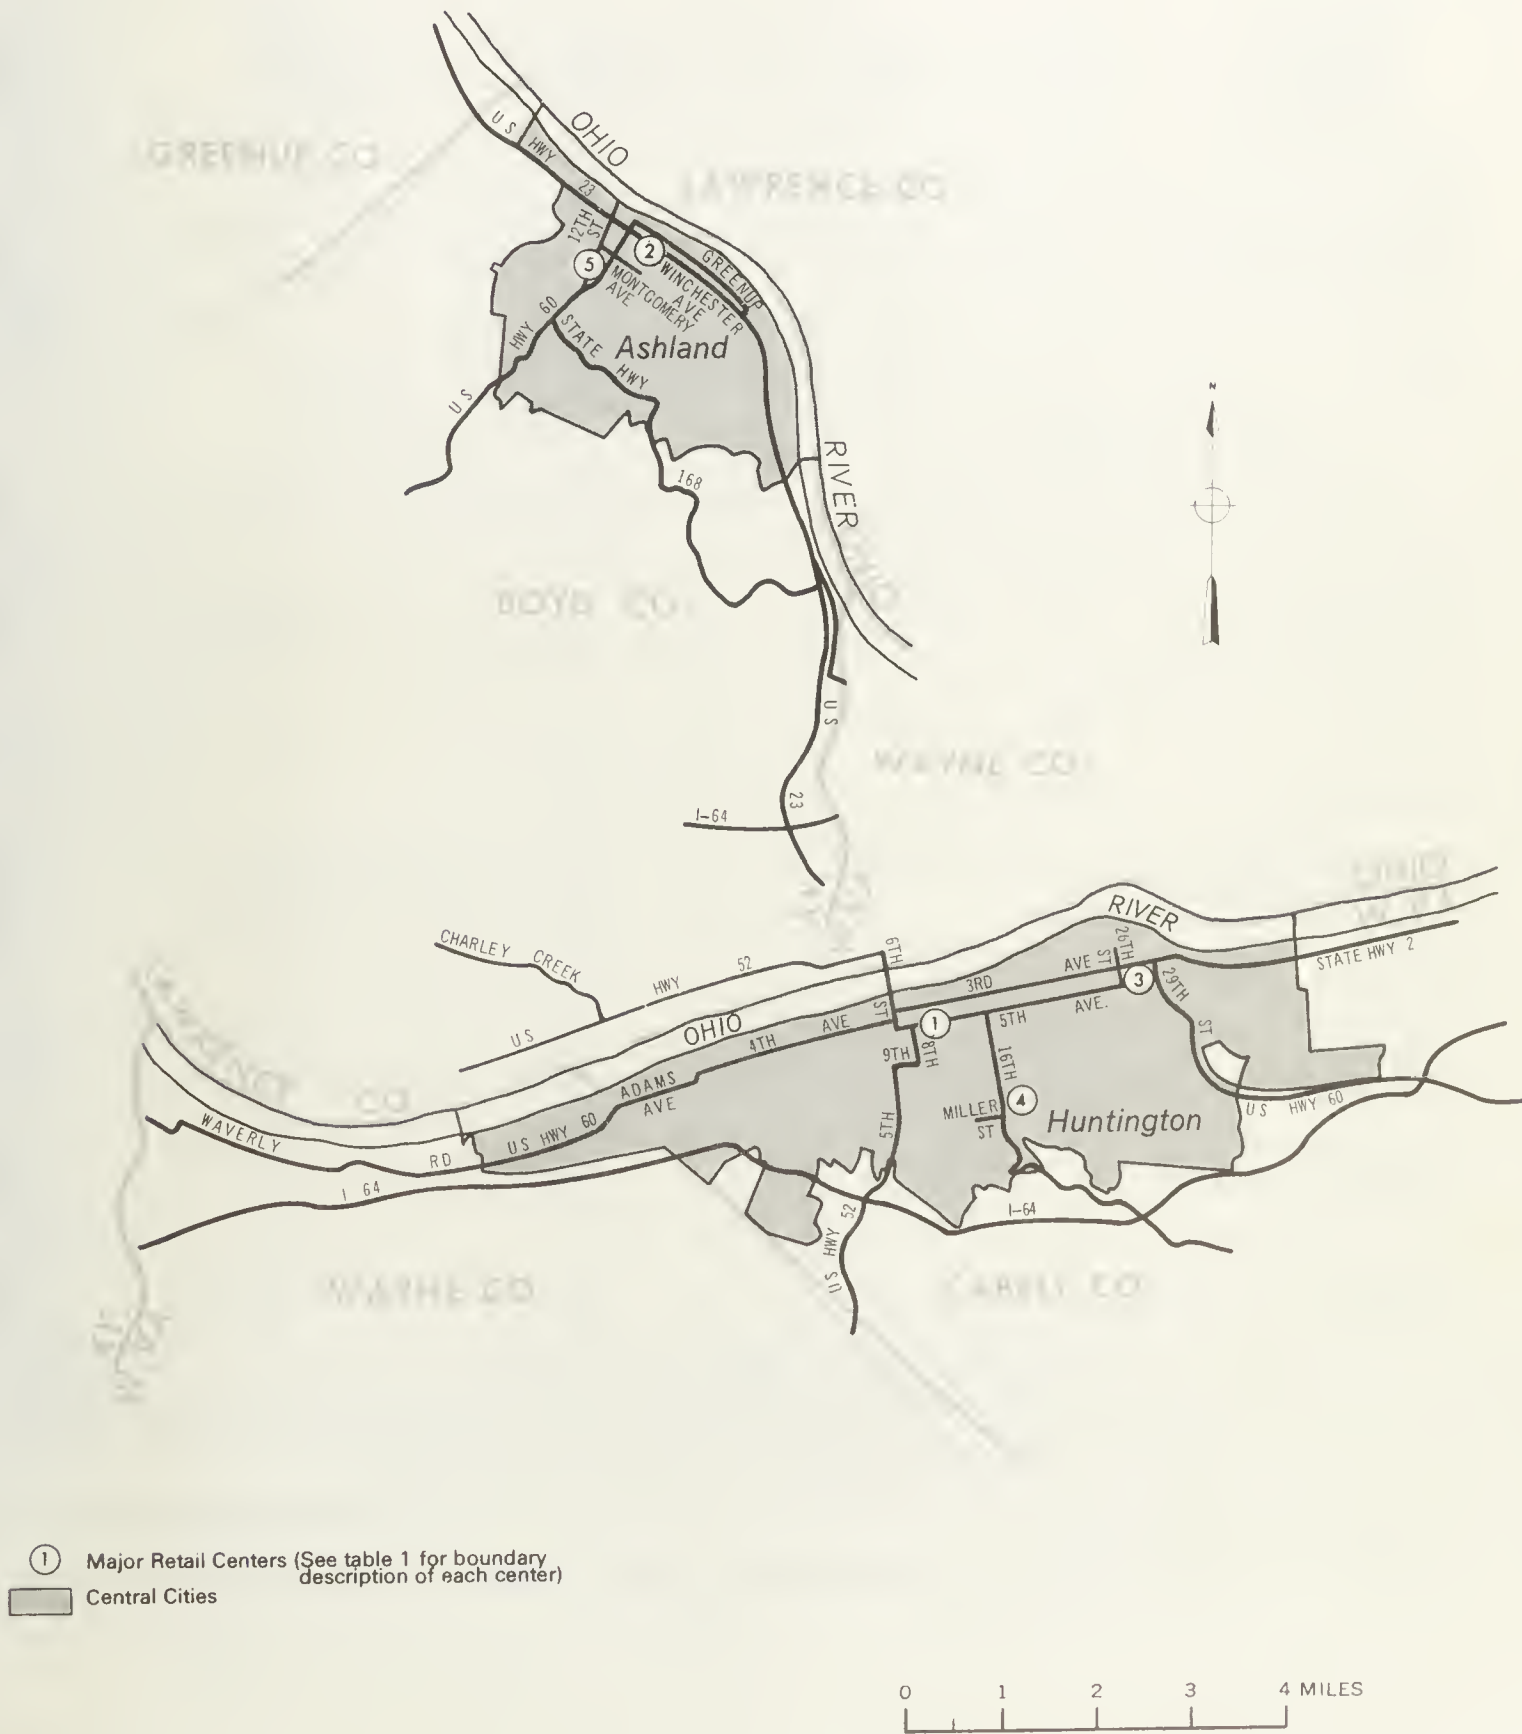 OHIO
US
HWY
23
GREENUP CO
LAWRENCE CO
12TH
ST
2
5
GREENUP
WINCHESTER
AVE
MONTGOMERY
AVE
US
HWY
60
STATE
HWY
168
Ashland
RIVER
OHIO
N
BOYD CO.
US
23
WAYNE CO
I-64
OHIO
W. VA
RIVER
CHARLEY CREEK
US
HWY
52
6TH
ST
26TH
ST
3RD
AVE
3
29TH
ST
STATE HWY 2
OHIO
4TH
AVE
1
5TH
AVE.
9TH
8TH
16TH
ADAMS
AVE
4
MILLER
ST
Huntington
US HWY 60
5TH
US HWY 60
LAWRENCE CO
WAVERLY
RD
I 64
I-64
US
HWY
52
WAYNE CO
CABELL CO
1 Major Retail Centers (See table 1 for boundary
description of each center)
Central Cities
0 1 2 3 4 MILES